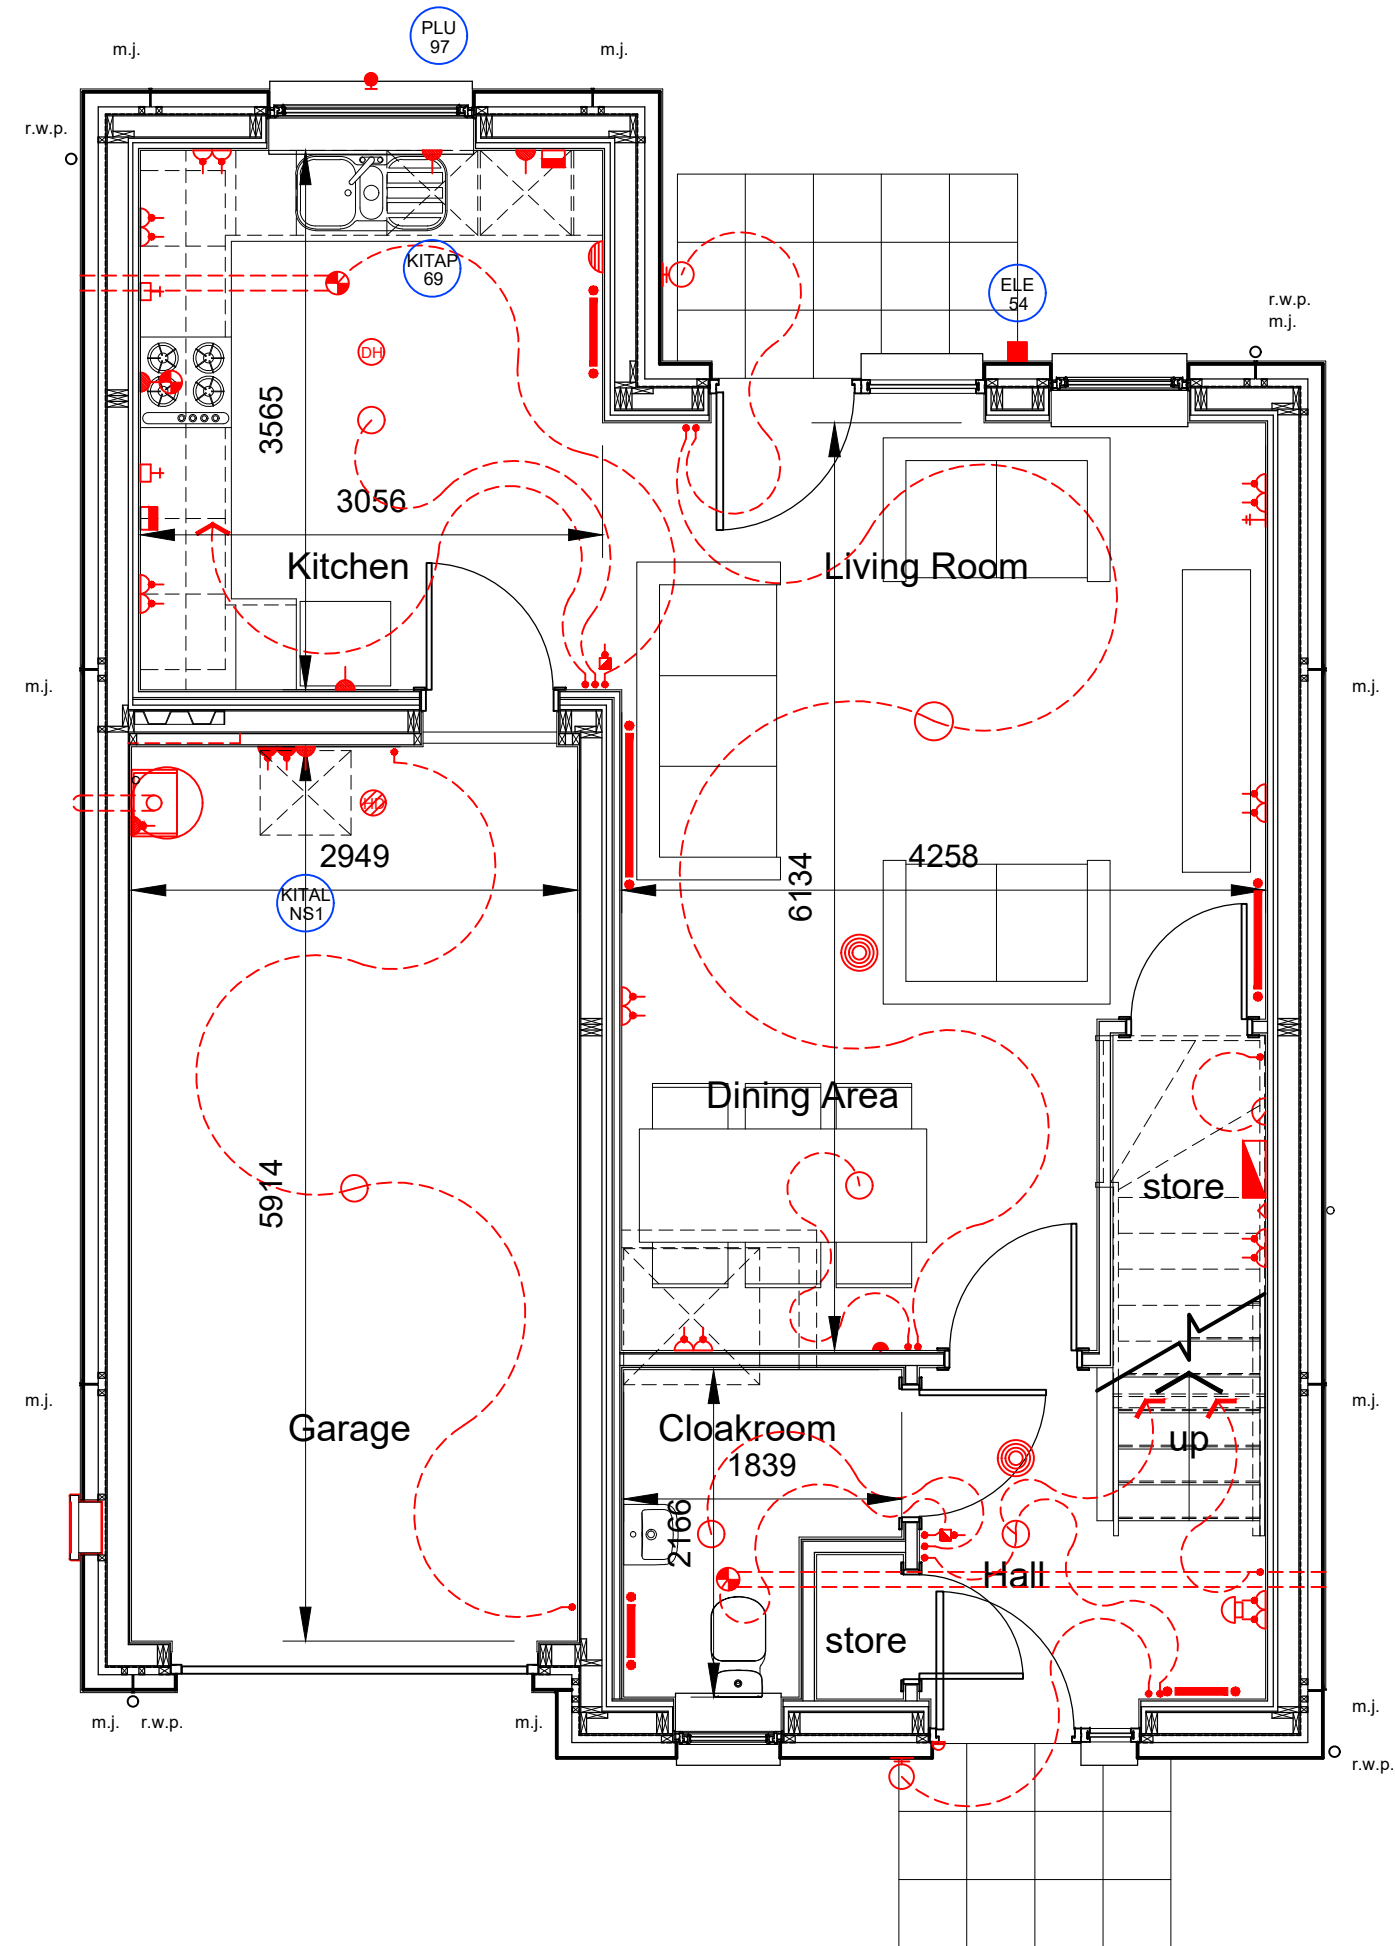 PLU
97
m.j.
m.j.
r.w.p.
KITAP
69
ELE
54
r.w.p.
m.j.
DH
3565
3056
Kitchen
Living Room
m.j.
m.j.
HD
2949
4258
6134
KITAL
NS1
Dining Area
store
5914
m.j.
m.j.
Garage
Cloakroom
up
1839
2166
Hall
store
m.j.
m.j.
r.w.p.
m.j.
r.w.p.